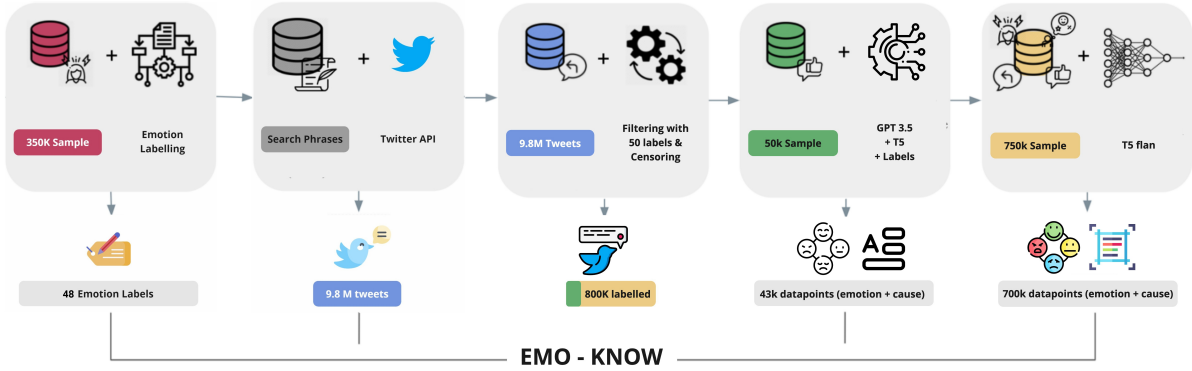 350K Sample
Emotion
Labelling
Search Phrases
Twitter API
9.8M Tweets
Filtering with
50 labels &
Censoring
50k Sample
GPT 3.5
+ T5
+ Labels
750k Sample
T5 flan
48 Emotion Labels
9.8 M tweets
800K labelled
A
43k datapoints (emotion + cause)
700k datapoints (emotion + cause)
EMO - KNOW